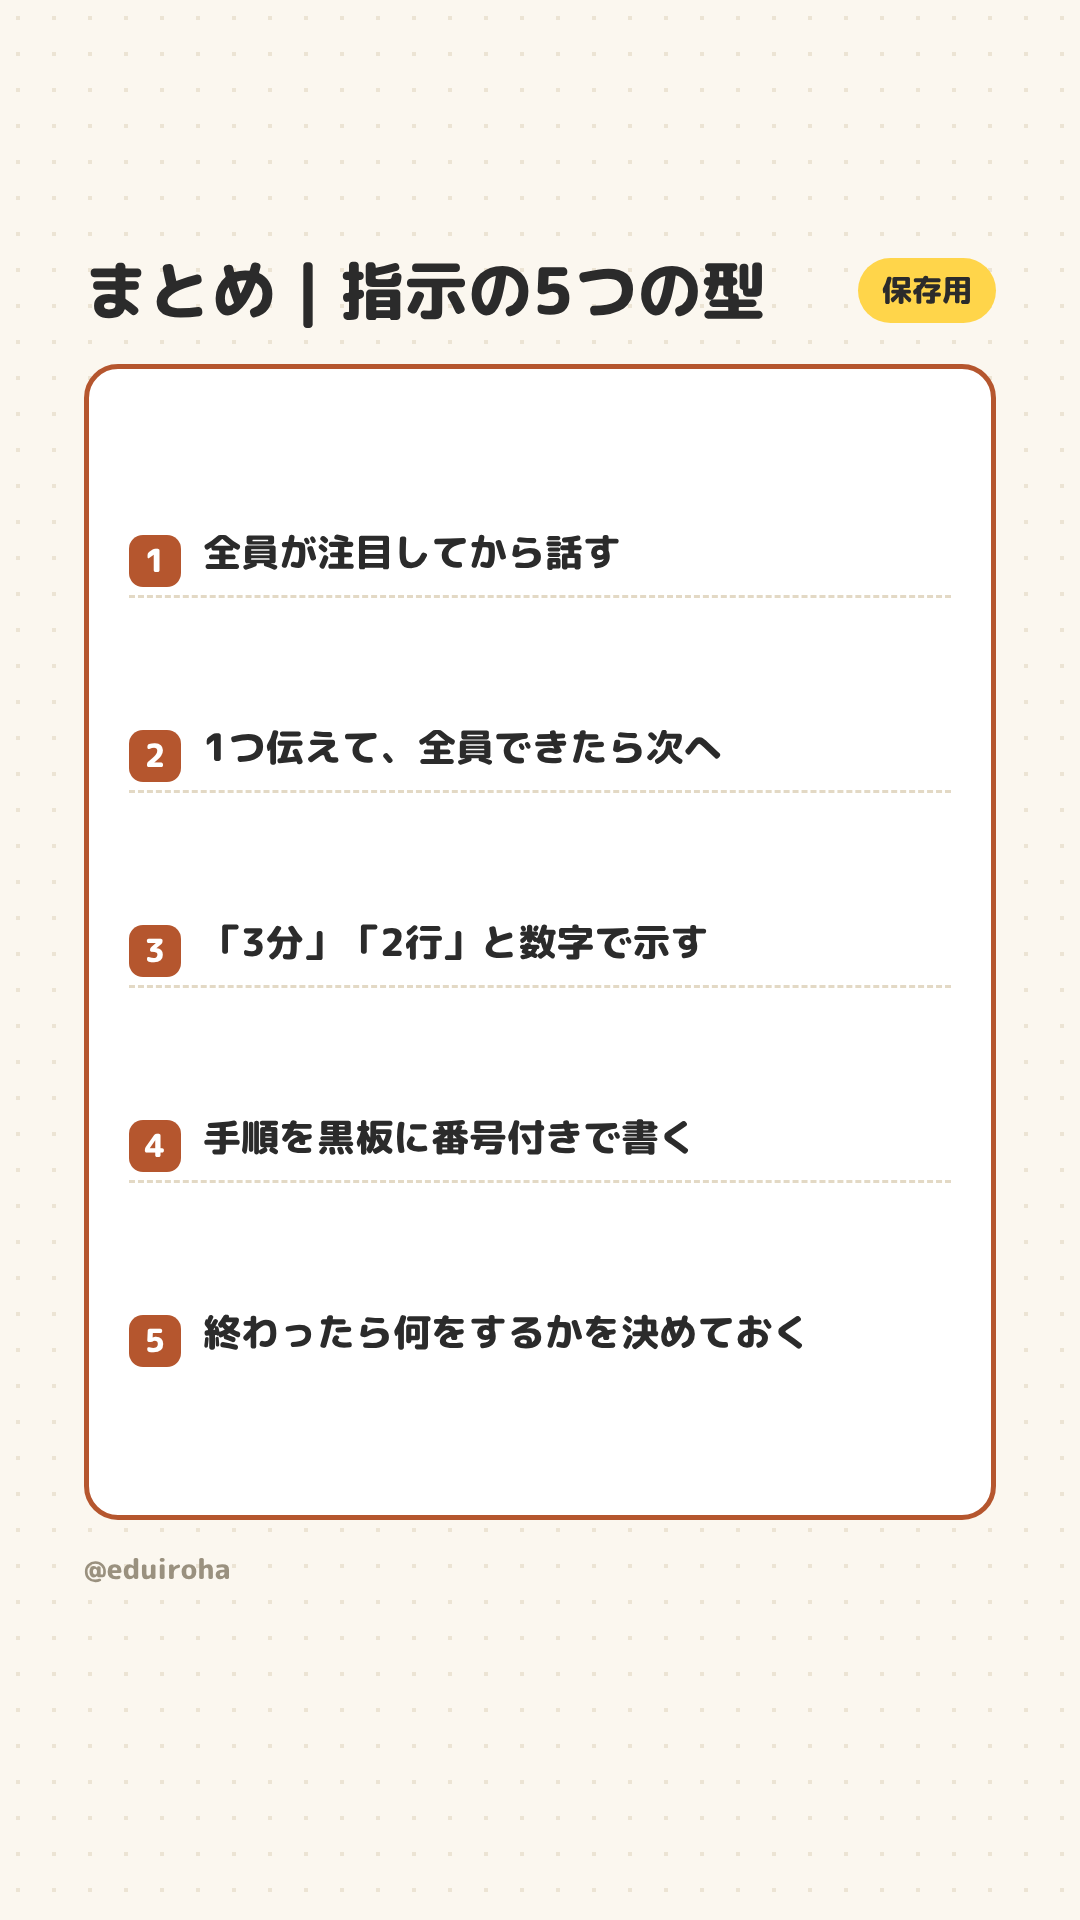 まとめ｜指示の5つの型
保存用
1 全員が注目してから話す
2 1つ伝えて、全員できたら次へ
3 「3分」「2行」と数字で示す
4 手順を黒板に番号付きで書く
5 終わったら何をするかを決めておく
@eduiroha